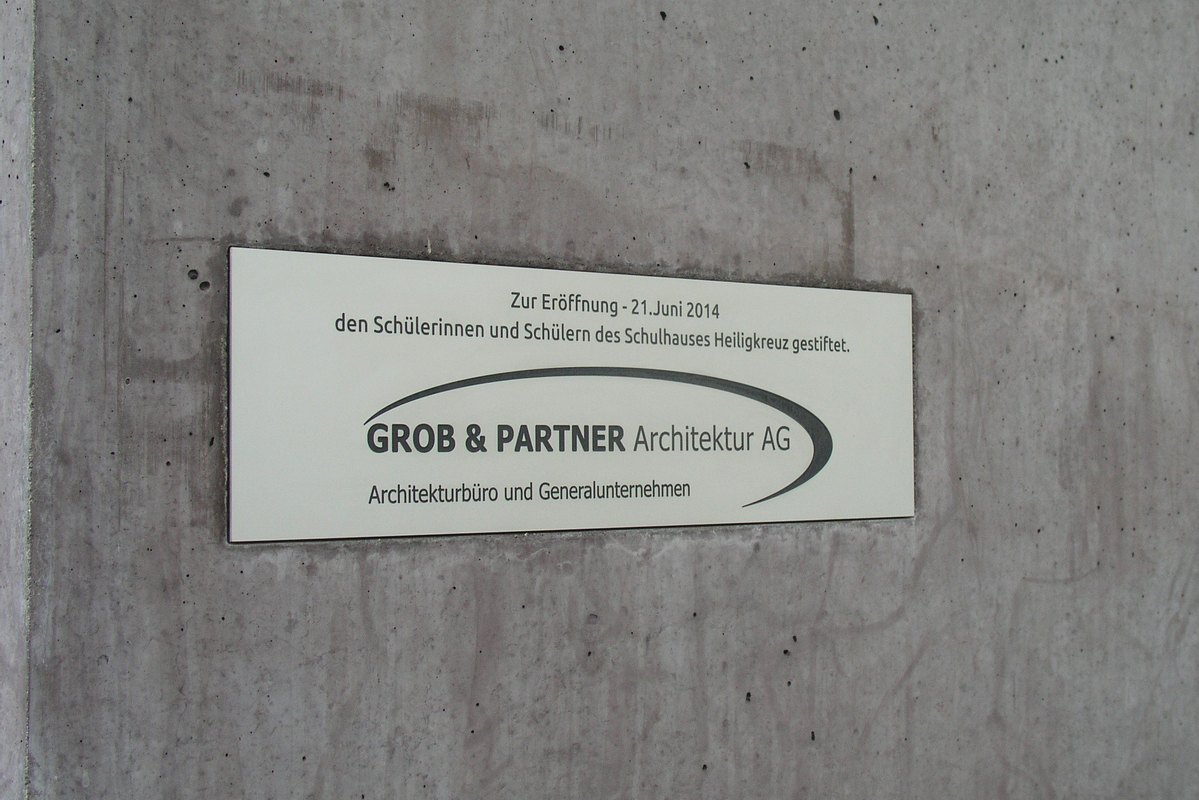 Zur Eröffnung - 21.Juni 2014
den Schülerinnen und Schülern des Schulhauses Heiligkreuz gestiftet.
GROB & PARTNER Architektur AG
Architekturbüro und Generalunternehmen